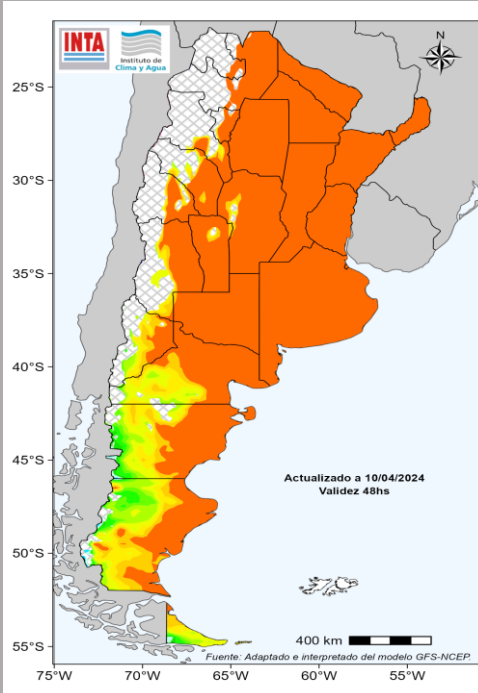 INTA
Instituto de
Clima y Agua
N
25°S
30°S
35°S
40°S
45°S
50°S
55°S
Actualizado a 10/04/2024
Validez 48hs
400 km
Fuente: Adaptado e interpretado del modelo GFS-NCEP.
75°W
70°W
65°W
60°W
55°W